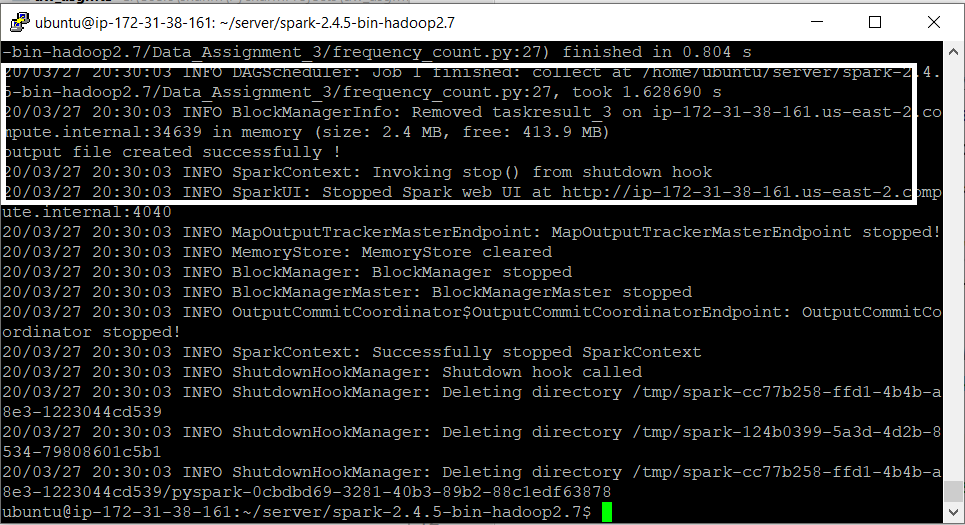 ubuntu@ip-172-31-38-161: ~/server/spark-2.4.5-bin-hadoop2.7
-bin-hadoop2.7/Data_Assignment_3/frequency_count.py:27) finished in 0.804 s
20/03/27 20:30:03 INFO DAGScheduler: Job 1 finished: collect at /home/ubuntu/server/spark-2.4.
5-bin-hadoop2.7/Data_Assignment_3/frequency_count.py:27, took 1.628690 s
20/03/27 20:30:03 INFO BlockManagerInfo: Removed taskresult_3 on ip-172-31-38-161.us-east-2.co
mpute.internal:34639 in memory (size: 2.4 MB, free: 413.9 MB)
output file created successfully !
20/03/27 20:30:03 INFO SparkContext: Invoking stop() from shutdown hook
20/03/27 20:30:03 INFO SparkUI: Stopped Spark web UI at http://ip-172-31-38-161.us-east-2.comp
ute.internal:4040
20/03/27 20:30:03 INFO MapOutputTrackerMasterEndpoint: MapOutputTrackerMasterEndpoint stopped!
20/03/27 20:30:03 INFO MemoryStore: MemoryStore cleared
20/03/27 20:30:03 INFO BlockManager: BlockManager stopped
20/03/27 20:30:03 INFO BlockManagerMaster: BlockManagerMaster stopped
20/03/27 20:30:03 INFO OutputCommitCoordinator$OutputCommitCoordinatorEndpoint: OutputCommitCo
ordinator stopped!
20/03/27 20:30:03 INFO SparkContext: Successfully stopped SparkContext
20/03/27 20:30:03 INFO ShutdownHookManager: Shutdown hook called
20/03/27 20:30:03 INFO ShutdownHookManager: Deleting directory /tmp/spark-cc77b258-ffd1-4b4b-a
8e3-1223044cd539
20/03/27 20:30:03 INFO ShutdownHookManager: Deleting directory /tmp/spark-124b0399-5a3d-4d2b-8
534-79808601c5b1
20/03/27 20:30:03 INFO ShutdownHookManager: Deleting directory /tmp/spark-cc77b258-ffd1-4b4b-a
8e3-1223044cd539/pyspark-0cbdbd69-3281-40b3-89b2-88c1edf63878
ubuntu@ip-172-31-38-161:~/server/spark-2.4.5-bin-hadoop2.7$